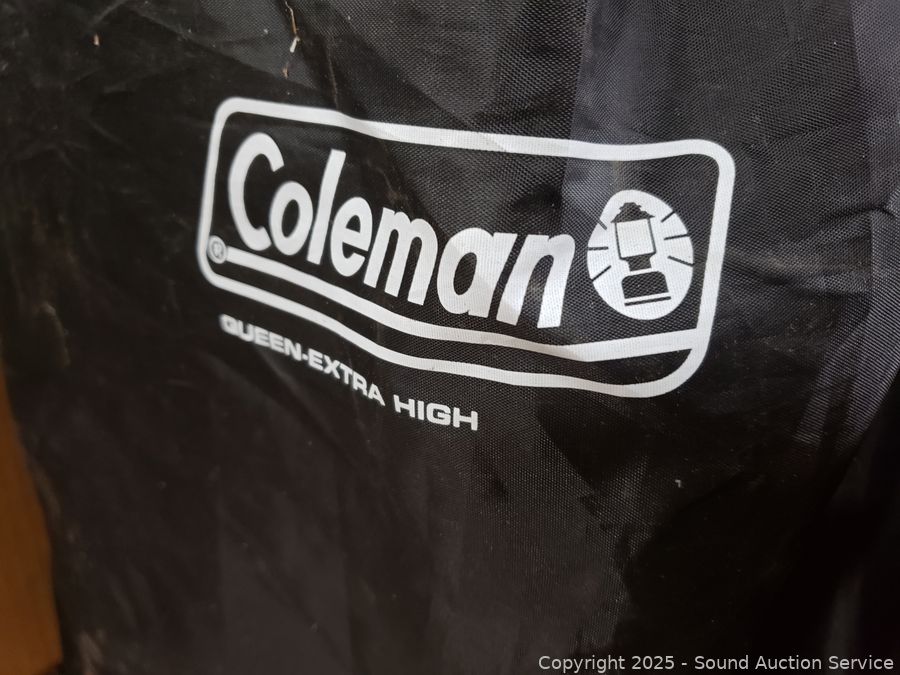 Coleman
®
QUEEN-EXTRA HIGH
Copyright 2025 - Sound Auction Service